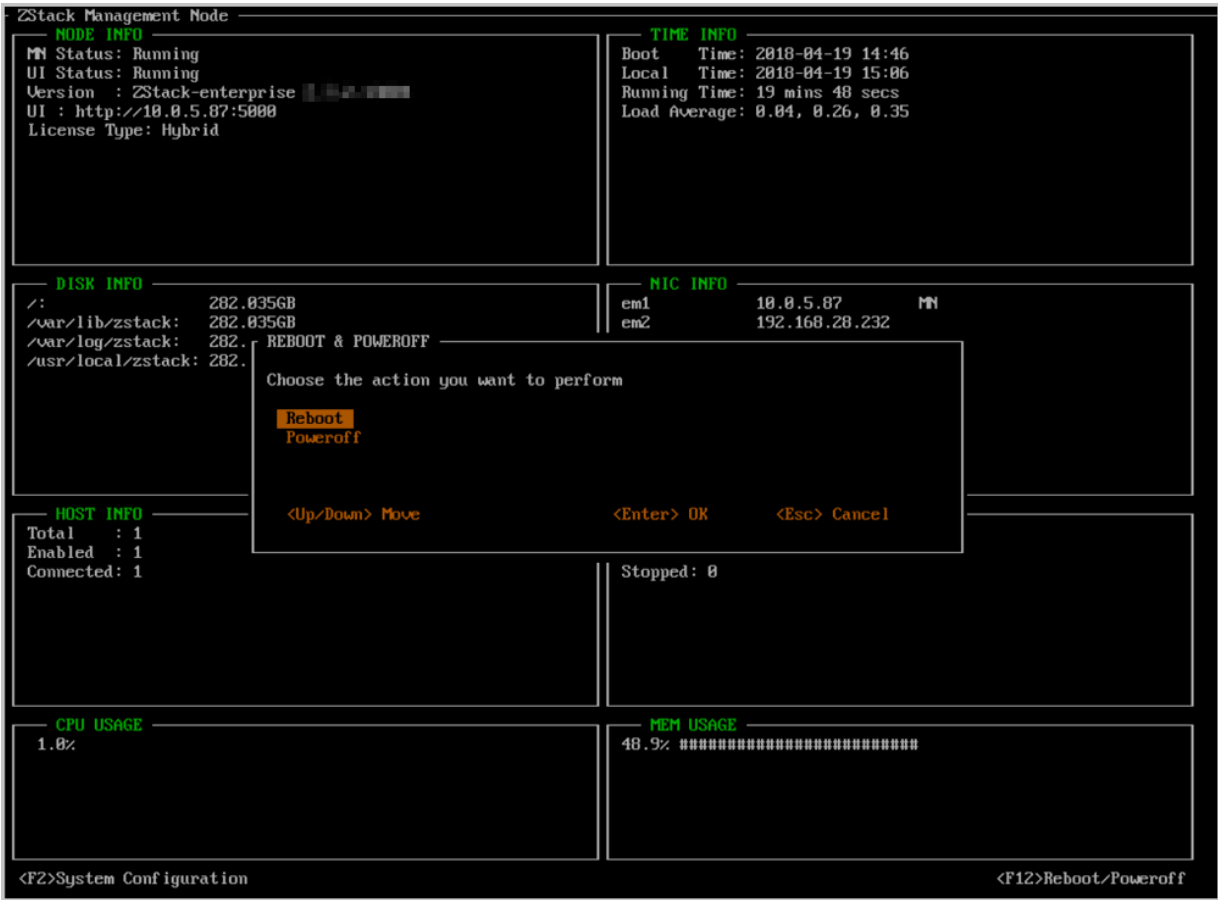 ZStack Management Node
NODE INFO
MN Status: Running
UI Status: Running
Version : ZStack-enterprise
UI : http://10.0.5.87:5000
License Type: Hybrid
TIME INFO
Boot Time: 2018-04-19 14:46
Local Time: 2018-04-19 15:06
Running Time: 19 mins 48 secs
Load Average: 0.04, 0.26, 0.35
DISK INFO
/: 282.035GB
/var/lib/zstack: 282.035GB
/var/log/zstack: 282.
/usr/local/zstack: 282.
NIC INFO
em1 10.0.5.87 MN
em2 192.168.28.232
REBOOT & POWEROFF
Choose the action you want to perform
Reboot
Poweroff
<Up/Down> Move <Enter> OK <Esc> Cancel
HOST INFO
Total : 1
Enabled : 1
Connected: 1
Stopped: 0
CPU USAGE
1.0%
MEM USAGE
48.9% #########################
<F2>System Configuration <F12>Reboot/Poweroff